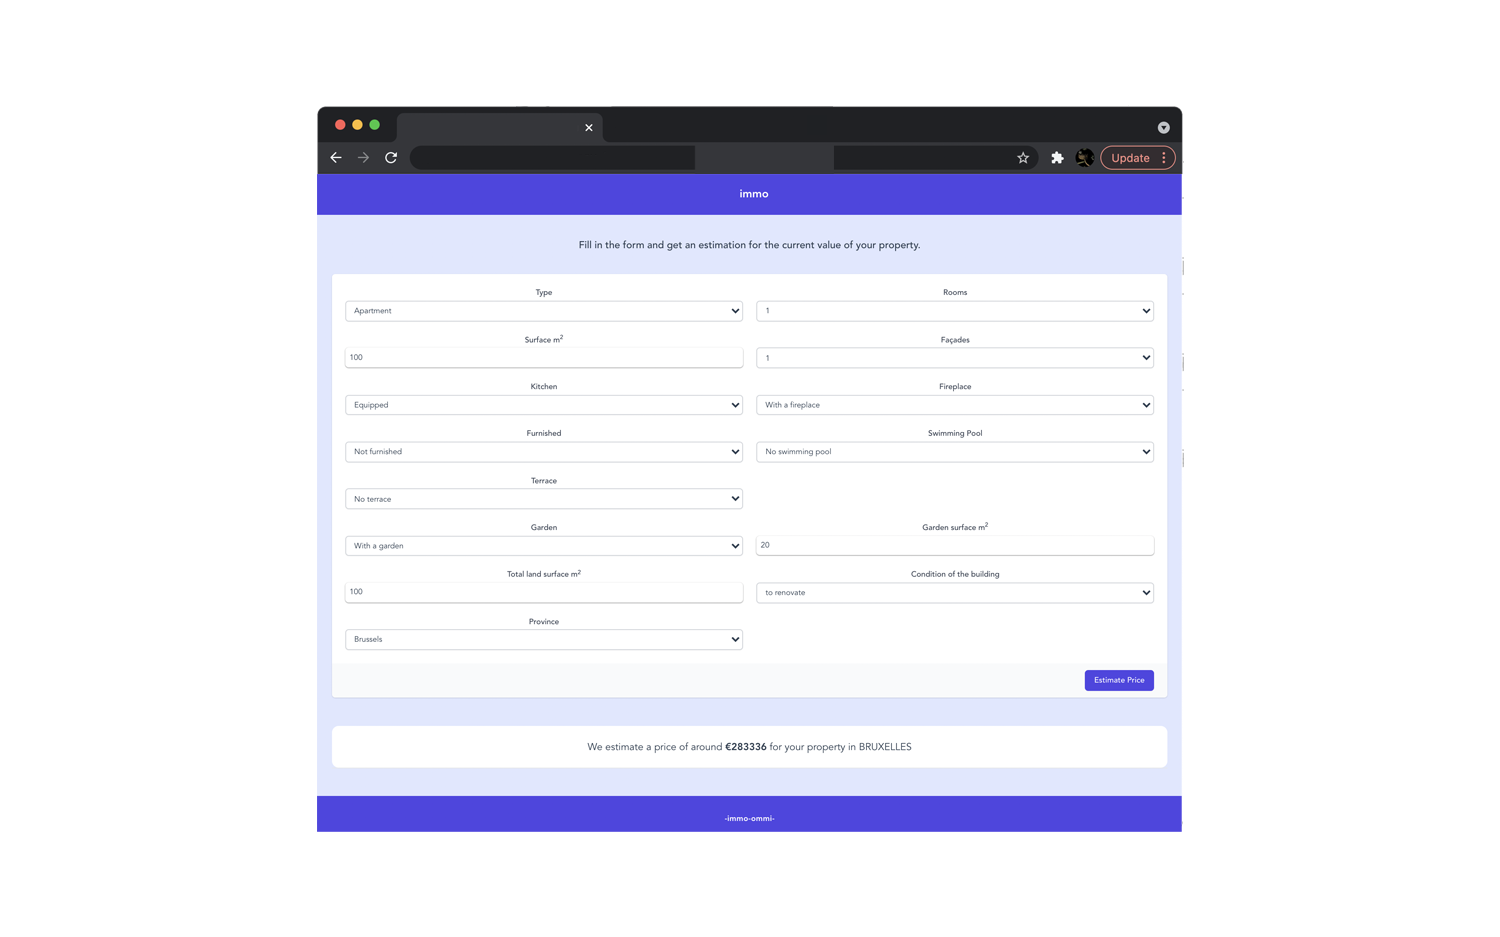 Update
immo
Fill in the form and get an estimation for the current value of your property.
Type
Rooms
Apartment
1
Surface m²
Façades
100
1
Kitchen
Fireplace
Equipped
With a fireplace
Furnished
Swimming Pool
Not furnished
No swimming pool
Terrace
No terrace
Garden
Garden surface m²
With a garden
20
Total land surface m²
Condition of the building
100
to renovate
Province
Brussels
Estimate Price
We estimate a price of around €283336 for your property in BRUXELLES
-immo-ommi-